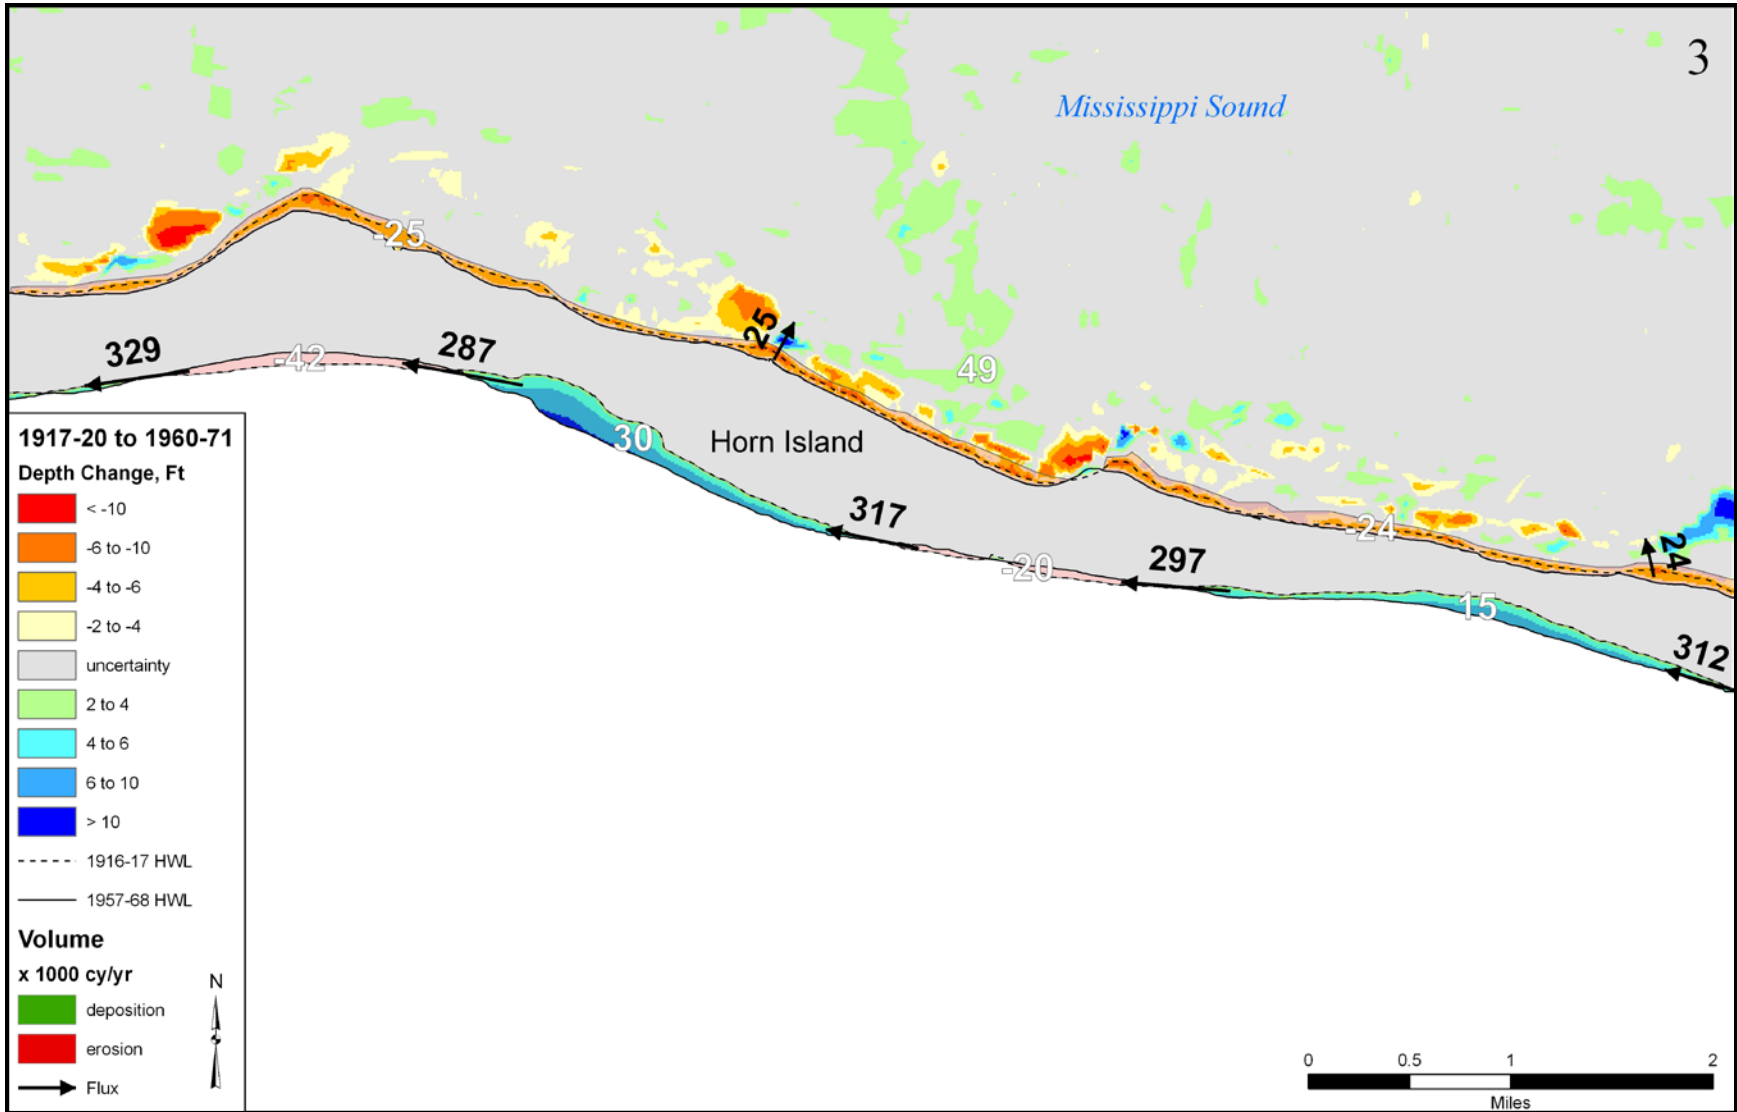 3
Mississippi Sound
-25
25
329
-42
287
49
30
Horn Island
317
-24
24
-20
297
15
312
1917-20 to 1960-71
Depth Change, Ft
< -10
-6 to -10
-4 to -6
-2 to -4
uncertainty
2 to 4
4 to 6
6 to 10
> 10
1916-17 HWL
1957-68 HWL
Volume
x 1000 cy/yr
N
deposition
erosion
Flux
0 0.5 1 2
Miles